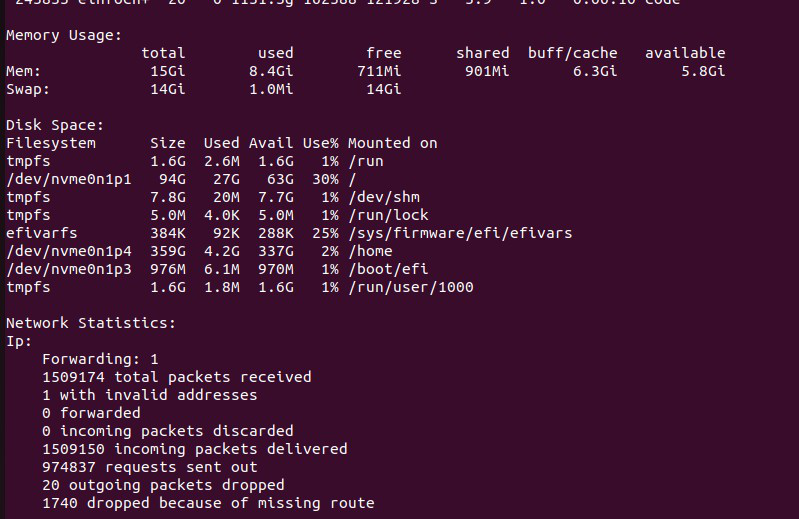 Memory Usage:
               total        used        free      shared  buff/cache   available
Mem:            15Gi       8.4Gi       711Mi       901Mi       6.3Gi       5.8Gi
Swap:           14Gi       1.0Mi        14Gi

Disk Space:
Filesystem      Size  Used Avail Use% Mounted on
tmpfs           1.6G  2.6M  1.6G   1% /run
/dev/nvme0n1p1   94G   27G   63G  30% /
tmpfs           7.8G   20M  7.7G   1% /dev/shm
tmpfs           5.0M  4.0K  5.0M   1% /run/lock
efivarfs        384K   92K  288K  25% /sys/firmware/efi/efivars
/dev/nvme0n1p4  359G  4.2G  337G   2% /home
/dev/nvme0n1p3  976M  6.1M  970M   1% /boot/efi
tmpfs           1.6G  1.8M  1.6G   1% /run/user/1000

Network Statistics:
Ip:
    Forwarding: 1
    1509174 total packets received
    1 with invalid addresses
    0 forwarded
    0 incoming packets discarded
    1509150 incoming packets delivered
    974837 requests sent out
    20 outgoing packets dropped
    1740 dropped because of missing route